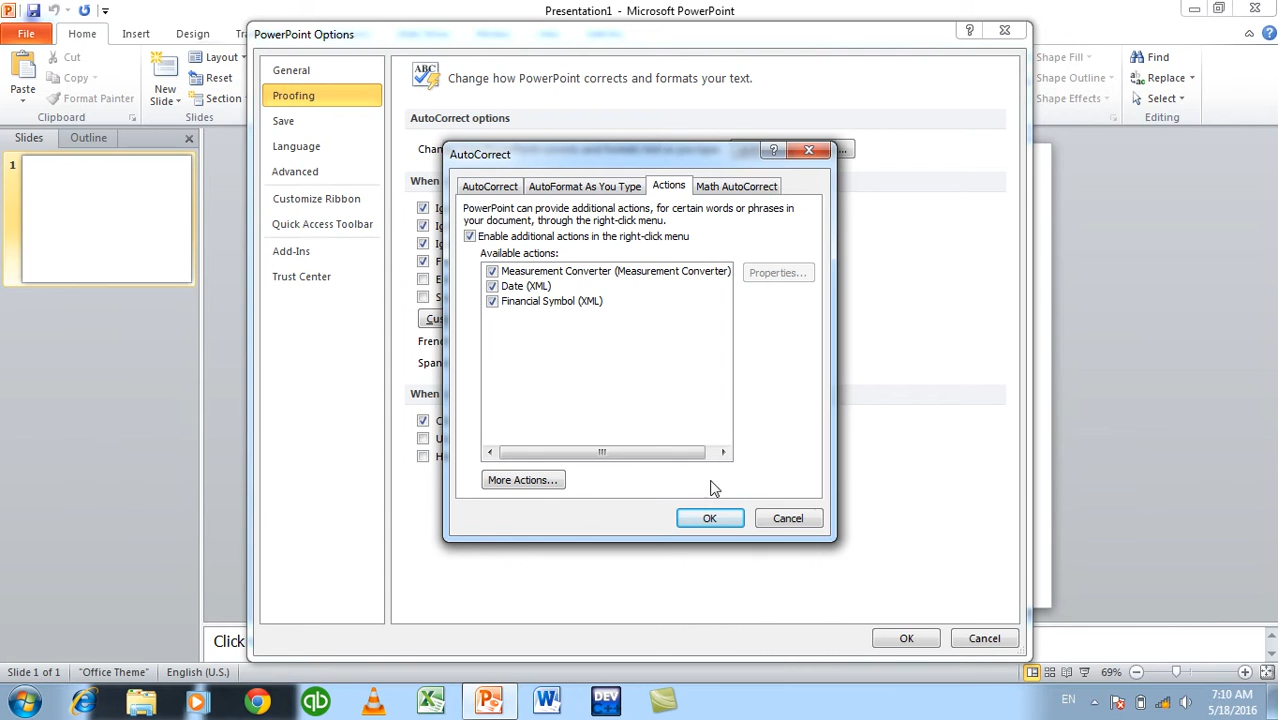 Presentation1 - Microsoft PowerPoint
File
Home
Insert
Design
PowerPoint Options
Cut
Copy
Format Painter
Paste
Clipboard
New
Slide
Layout
Reset
Section
Slides
Shape Fill
Shape Outline
Shape Effects
Find
Replace
Select
Editing
Slides
Outline
1
General
Proofing
Save
Language
Advanced
Customize Ribbon
Quick Access Toolbar
Add-Ins
Trust Center
ABC
Change how PowerPoint corrects and formats your text.
AutoCorrect options
When
AutoCorrect
AutoCorrect
AutoFormat As You Type
Actions
Math AutoCorrect
PowerPoint can provide additional actions, for certain words or phrases in
your document, through the right-click menu.
Enable additional actions in the right-click menu
Available actions:
Measurement Converter (Measurement Converter)
Date (XML)
Financial Symbol (XML)
Properties...
More Actions...
OK
Cancel
When
OK
Cancel
Click
Slide 1 of 1
"Office Theme"
English (U.S.)
69%
EN
7:10 AM
5/18/2016